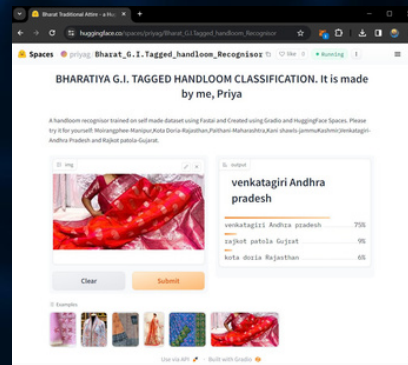 Bharat Traditional Attire - a Hu
huggingface.co/spaces/priyag/Bharat_G.I.Tagged_handloom_Recognisor
Spaces priyag/Bharat_G.I.Tagged_handloom_Recognisor like 0 Running
BHARATIYA G.I. TAGGED HANDLOOM CLASSIFICATION. It is made
by me, Priya
A handloom recognisor trained on self made dataset using Fastai and Created using Gradio and HuggingFace Spaces. Please
try it for yourself. Moirangphee-Manipur,Kota Doria-Rajasthan,Paithani-Maharashtra,Kani shawls-jammuKashmir,Venkatagiri-
Andhra Pradesh and Rajkot patola-Gujarat.
img
output
venkatagiri Andhra
pradesh
venkatagiri Andhra pradesh 75%
rajkot patola Gujrat 9%
kota doria Rajasthan 6%
Clear
Submit
Examples
Use via API · Built with Gradio